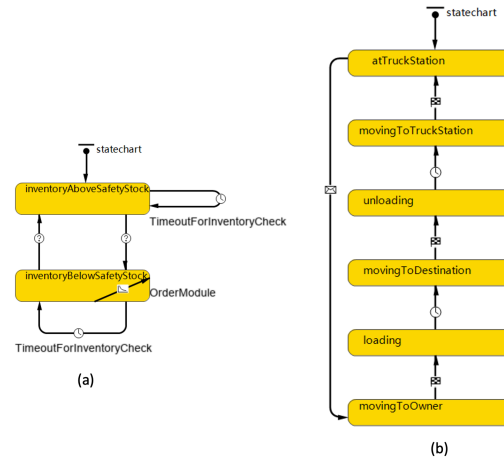 statechart
inventoryAboveSafetyStock
TimeoutForInventoryCheck
?
?
inventoryBelowSafetyStock
OrderModule
TimeoutForInventoryCheck
(a)
statechart
atTruckStation
movingToTruckStation
unloading
movingToDestination
loading
movingToOwner
(b)